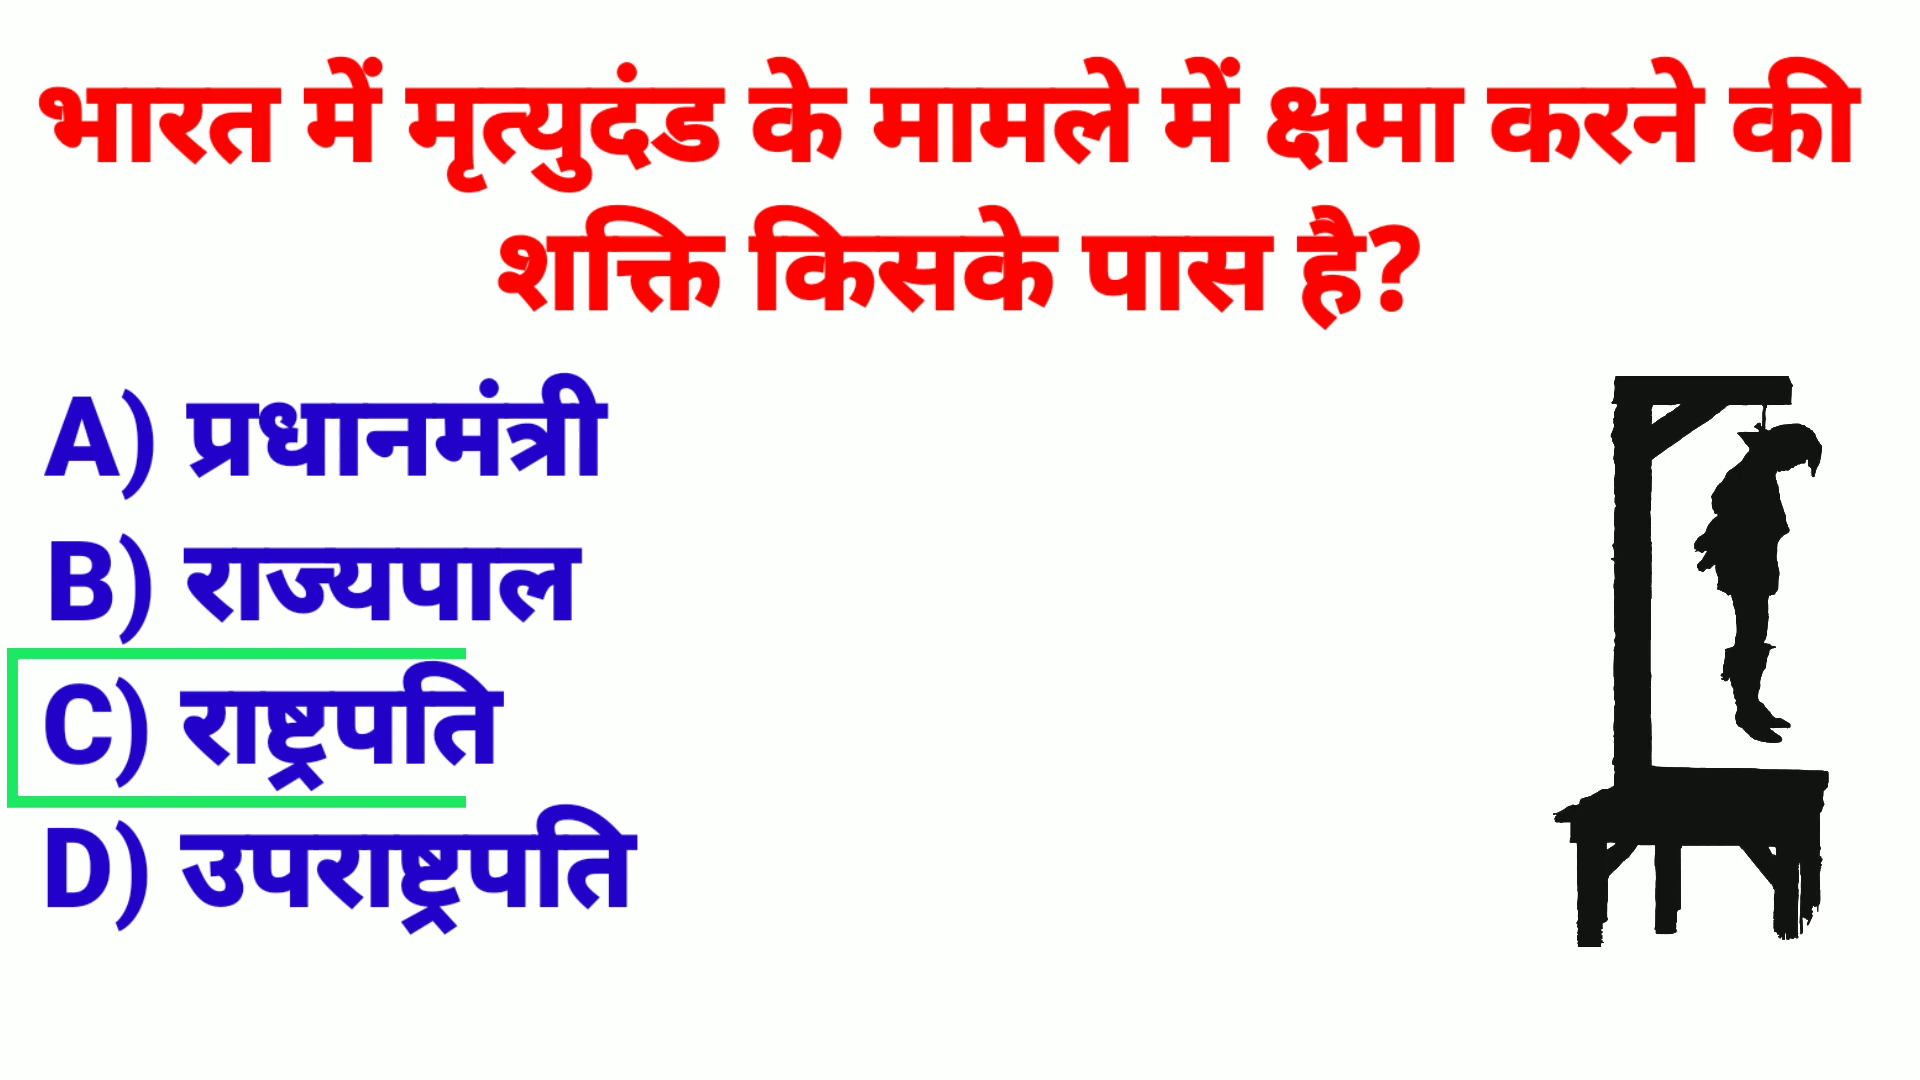 भारत में मृत्युदंड के मामले में क्षमा करने की
शक्ति किसके पास है?
A) प्रधानमंत्री
B) राज्यपाल
C) राष्ट्रपति
D) उपराष्ट्रपति